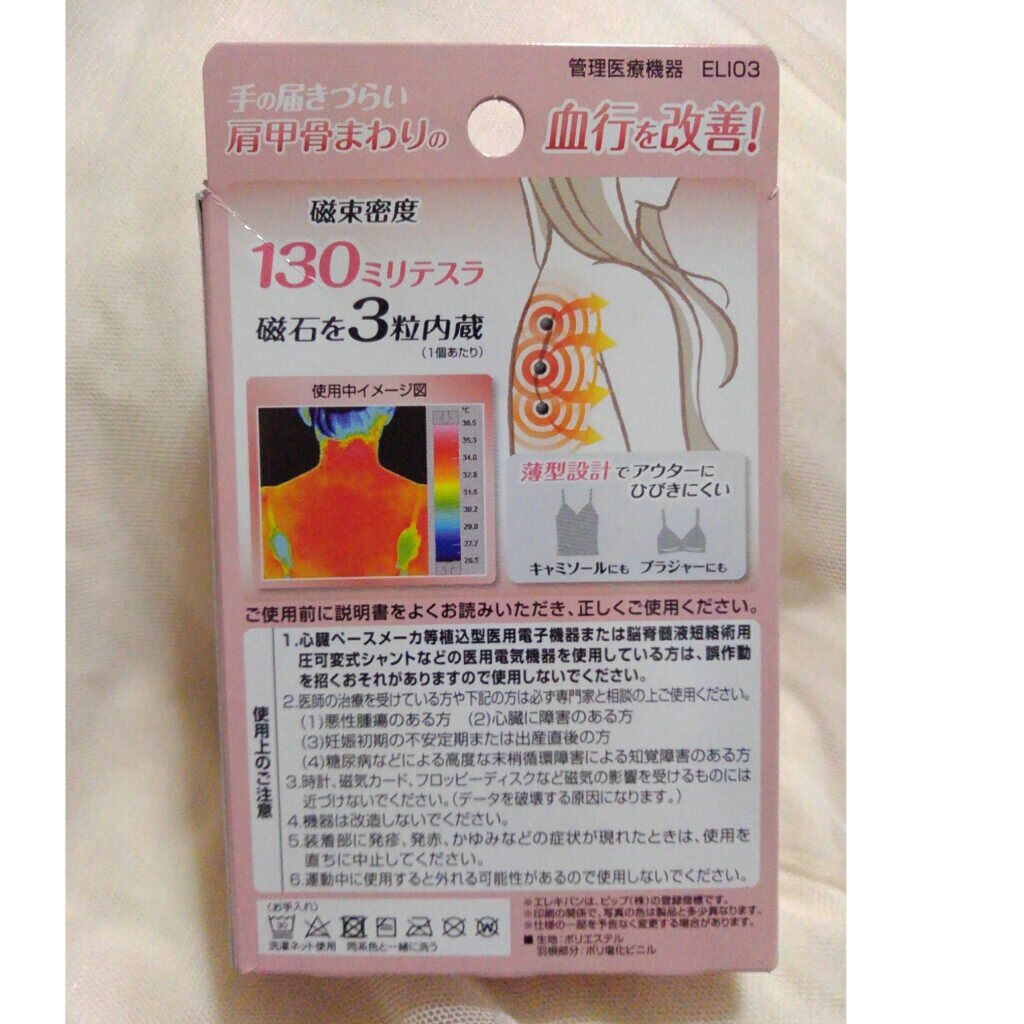 管理医療機器 ELI03
手の届きづらい
肩甲骨まわりの
血行を改善!
磁束密度
130ミリテスラ
磁石を3粒内蔵
(1個あたり)
使用中イメージ図
℃
36.5
35.3
34.0
32.8
31.5
30.2
29.0
27.7
26.5
薄型設計でアウターに
ひびきにくい
キャミソールにも ブラジャーにも
ご使用前に説明書をよくお読みいただき、正しくご使用ください。
使用上のご注意
1.心臓ペースメーカ等植込型医用電子機器または脳脊髄液短絡術用
圧可変式シャントなどの医用電気機器を使用している方は、誤作動
を招くおそれがありますので使用しないでください。
2.医師の治療を受けている方や下記の方は必ず専門家と相談の上ご使用ください。
(1)悪性腫瘍のある方 (2)心臓に障害のある方
(3)妊娠初期の不安定期または出産直後の方
(4)糖尿病などによる高度な末梢循環障害による知覚障害のある方
3.時計、磁気カード、フロッピーディスクなど磁気の影響を受けるものには
近づけないでください。(データを破壊する原因になります。)
4.機器は改造しないでください。
5.装着部に発疹、発赤、かゆみなどの症状が現れたときは、使用を
直ちに中止してください。
6.運動中に使用すると外れる可能性があるので使用しないでください。
〈お手入れ〉
30
洗濯ネット使用 同系色と一緒に洗う
※エレキバンは、ピップ(株)の登録商標です。
※印刷の関係で、写真の色は製品と多少異なります。
※仕様の一部を予告なく変更する場合があります。
■生地:ポリエステル
羽根部分:ポリ塩化ビニル